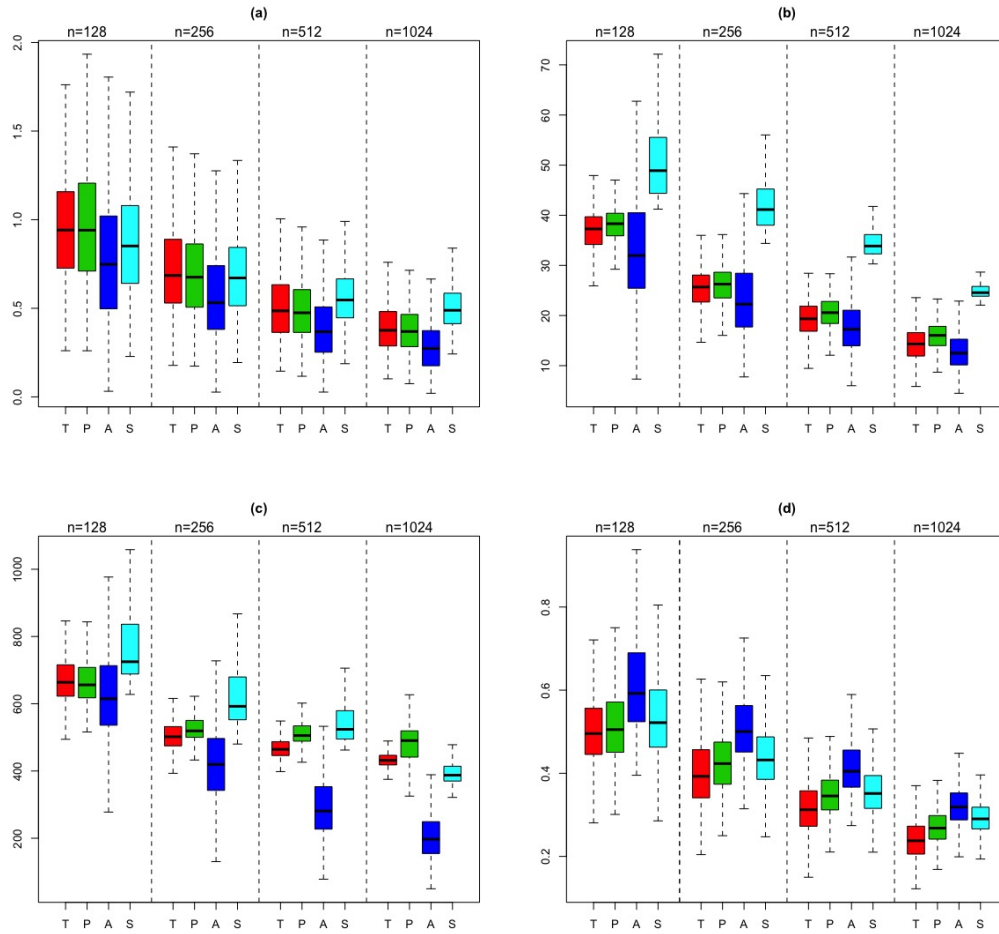 (a)
n=128 n=256 n=512 n=1024
2.0
1.5
1.0
0.5
0.0
T P A S T P A S T P A S T P A S
(b)
n=128 n=256 n=512 n=1024
70
60
50
40
30
20
10
T P A S T P A S T P A S T P A S
(c)
n=128 n=256 n=512 n=1024
1000
800
600
400
200
T P A S T P A S T P A S T P A S
(d)
n=128 n=256 n=512 n=1024
0.8
0.6
0.4
0.2
T P A S T P A S T P A S T P A S